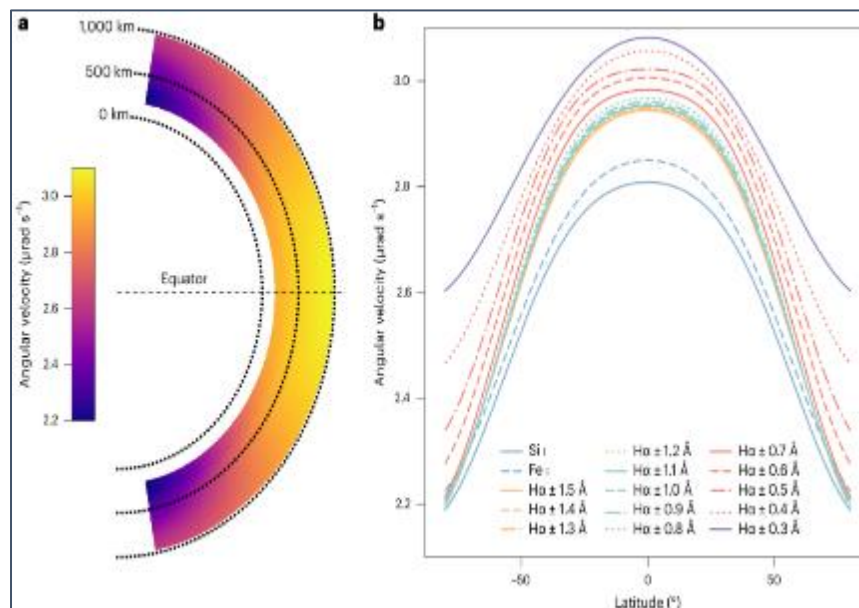 a
1,000 km
500 km
0 km
3.0
2.8
2.6
2.4
2.2
Angular velocity (μrad s⁻¹)
Equator
b
3.0
2.8
2.6
2.4
2.2
Angular velocity (μrad s⁻¹)
Si I
Fe I
Hα ± 1.5 Å
Hα ± 1.4 Å
Hα ± 1.3 Å
Hα ± 1.2 Å
Hα ± 1.1 Å
Hα ± 1.0 Å
Hα ± 0.9 Å
Hα ± 0.8 Å
Hα ± 0.7 Å
Hα ± 0.6 Å
Hα ± 0.5 Å
Hα ± 0.4 Å
Hα ± 0.3 Å
-50
0
50
Latitude (°)